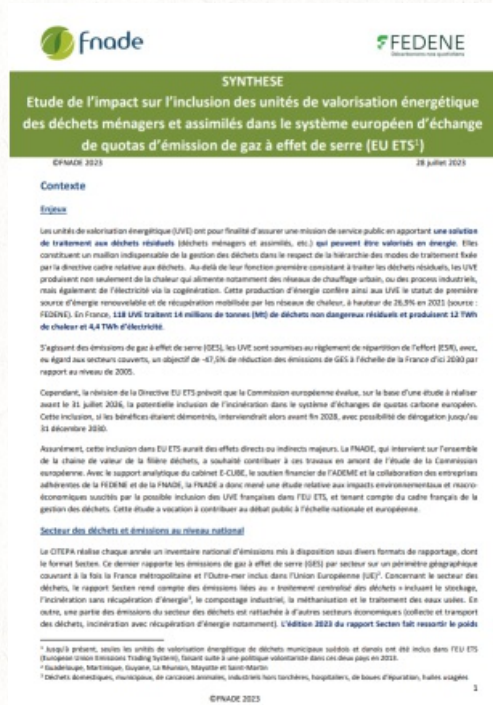 fnade
FEDENE
SYNTHESE
Etude de l'impact sur l'inclusion des unités de valorisation énergétique
des déchets ménagers et assimilés dans le système européen d'échange
de quotas d'émission de gaz à effet de serre (EU ETS¹)
©FNADE 2023
28 juillet 2023
Contexte
Enjeux
Les unités de valorisation énergétique (UVE) ont pour finalité d'assurer une mission de service public en apportant une solution
de traitement aux déchets résiduels (déchets ménagers et assimilés, etc.) qui peuvent être valorisés en énergie. Elles
constituent un maillon indispensable de la gestion des déchets dans le respect de la hiérarchie des modes de traitement fixée
par la directive cadre relative aux déchets. Au-delà de leur fonction première consistant à traiter les déchets résiduels, les UVE
produisent non seulement de la chaleur qui alimente notamment des réseaux de chauffage urbain, ou des process industriels,
mais également de l'électricité via la cogénération. Cette production d'énergie confère ainsi aux UVE le statut de première
source d'énergie renouvelable et de récupération mobilisée par les réseaux de chaleur, à hauteur de 26,9% en 2021 (source :
FEDENE). En France, 118 UVE traitent 14 millions de tonnes (Mt) de déchets non dangereux résiduels et produisent 12 TWh
de chaleur et 4,4 TWh d'électricité.
S'agissant des émissions de gaz à effet de serre (GES), les UVE sont soumises au règlement de répartition de l'effort (ESR), avec,
eu égard aux secteurs couverts, un objectif de -47,5% de réduction des émissions de GES à l'échelle de la France d'ici 2030 par
rapport au niveau de 2005.
Cependant, la révision de la Directive EU ETS prévoit que la Commission européenne évalue, sur la base d'une étude à réaliser
avant le 31 juillet 2026, la potentielle inclusion de l'incinération dans le système d'échanges de quotas carbone européen.
Cette inclusion, si les bénéfices étaient démontrés, interviendrait alors avant fin 2028, avec possibilité de dérogation jusqu'au
31 décembre 2030.
Assurément, cette inclusion dans EU ETS aurait des effets directs ou indirects majeurs. La FNADE, qui intervient sur l'ensemble
de la chaine de valeur de la filière déchets, a souhaité contribuer à ces travaux en amont de l'étude de la Commission
européenne. Avec le support analytique du cabinet E-CUBE, le soutien financier de l'ADEME et la collaboration des entreprises
adhérentes de la FEDENE et de la FNADE, la FNADE a donc mené une étude relative aux impacts environnementaux et macro-
économiques suscités par la possible inclusion des UVE françaises dans l'EU ETS, et tenant compte du cadre français de la
gestion des déchets. Cette étude a vocation à contribuer au débat public à l'échelle nationale et européenne.
Secteur des déchets et émissions au niveau national
Le CITEPA réalise chaque année un inventaire national d'émissions mis à disposition sous divers formats de rapportage, dont
le format Secten. Ce dernier rapporte les émissions de gaz à effet de serre (GES) par secteur sur un périmètre géographique
couvrant à la fois la France métropolitaine et l'Outre-mer inclus dans l'Union Européenne (UE)². Concernant le secteur des
déchets, le rapport Secten rend compte des émissions liées au « traitement centralisé des déchets » incluant le stockage,
l'incinération sans récupération d'énergie³, le compostage industriel, la méthanisation et le traitement des eaux usées. En
outre, une partie des émissions du secteur des déchets est rattachée à d'autres secteurs économiques (collecte et transport
des déchets, incinération avec récupération d'énergie notamment). L'édition 2023 du rapport Secten fait ressortir le poids
¹ Jusqu'à présent, seules les unités de valorisation énergétique de déchets municipaux suédois et danois ont été inclus dans l'EU ETS
(European Union Emissions Trading System), faisant suite à une politique volontariste dans ces deux pays en 2013.
² Guadeloupe, Martinique, Guyane, La Réunion, Mayotte et Saint-Martin
³ Déchets domestiques, municipaux, de carcasses animales, industriels hors torchères, hospitaliers, de boues d'épuration, huiles usagées
1
©FNADE 2023